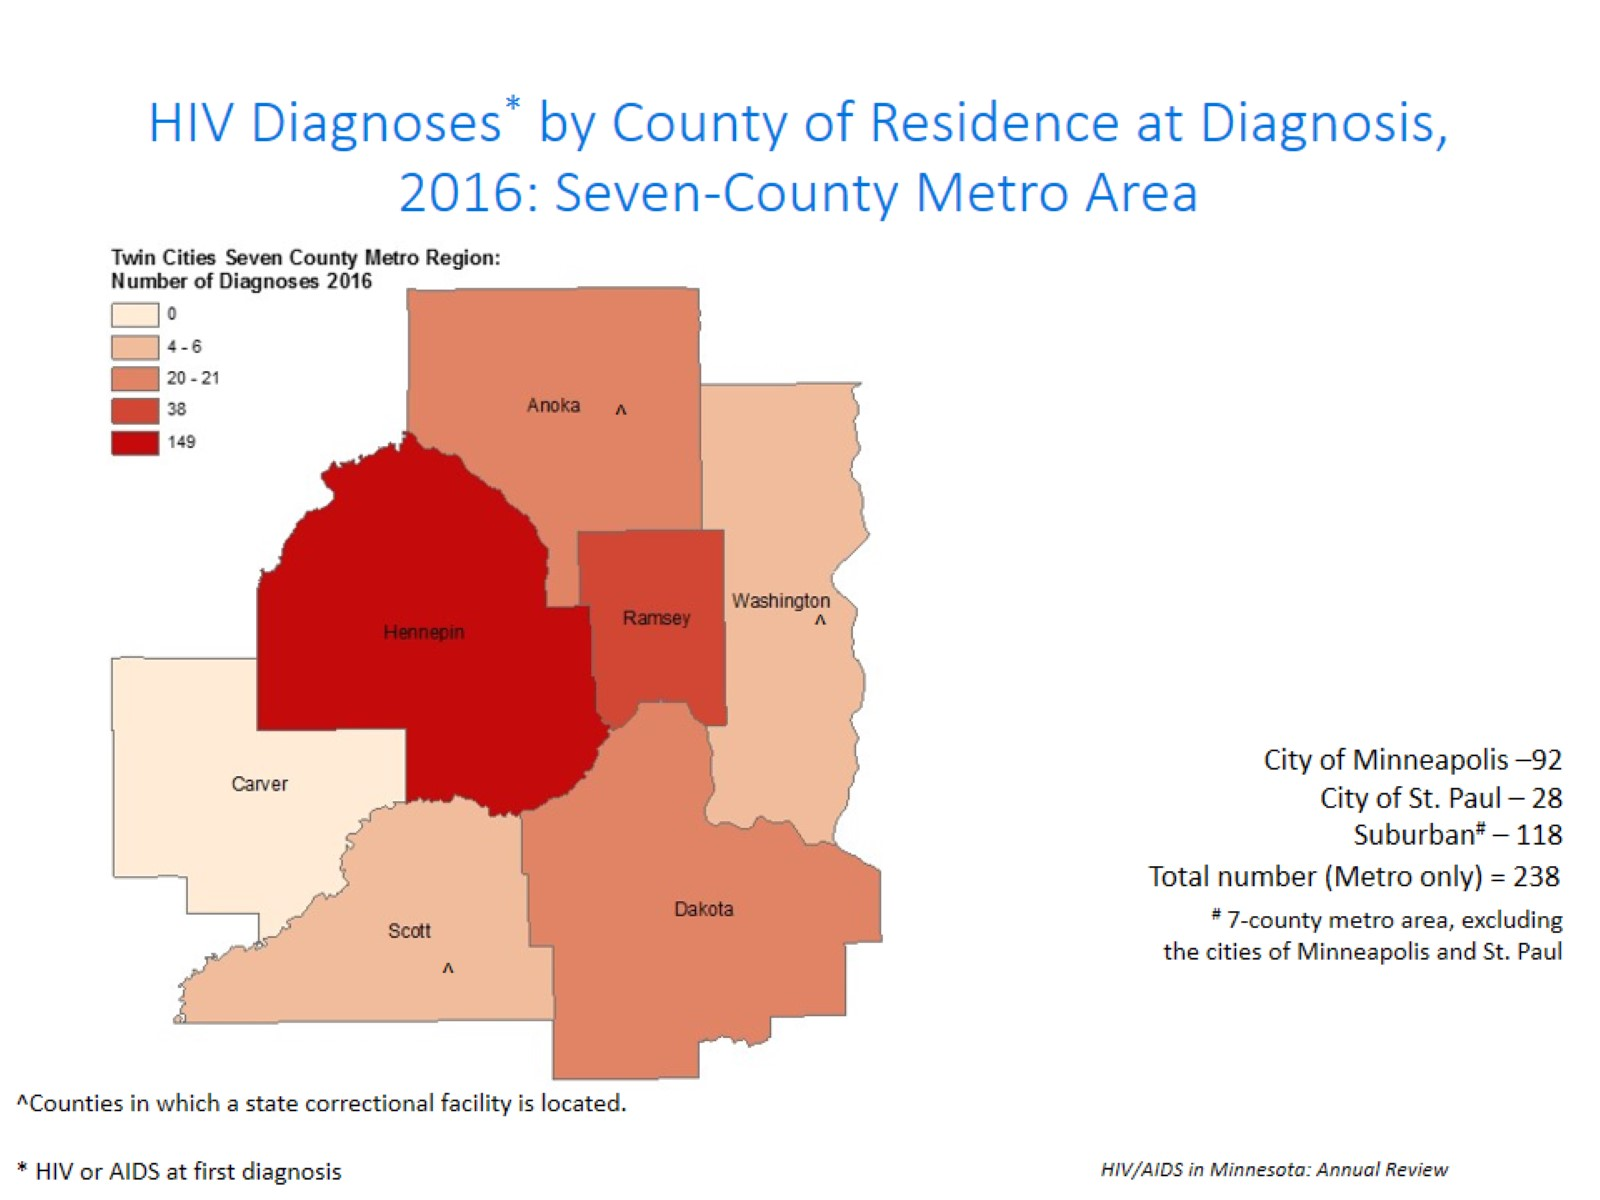 HIV Diagnoses* by County of Residence at Diagnosis,
2016: Seven-County Metro Area
Twin Cities Seven County Metro Region:
Number of Diagnoses 2016
0
4 - 6
20 - 21
38
149
Anoka ^
Washington
^
Ramsey
Hennepin
Carver
Scott
^
Dakota
City of Minneapolis –92
City of St. Paul – 28
Suburban# – 118
Total number (Metro only) = 238
# 7-county metro area, excluding
the cities of Minneapolis and St. Paul
^Counties in which a state correctional facility is located.
* HIV or AIDS at first diagnosis
HIV/AIDS in Minnesota: Annual Review